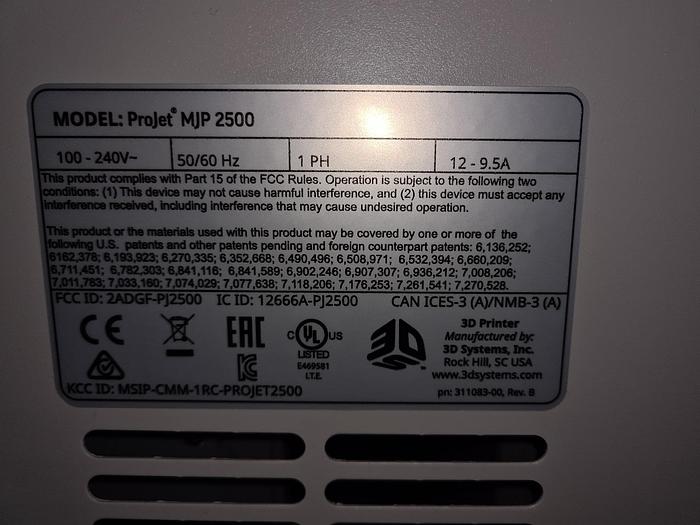 MODEL: ProJet® MJP 2500
100 - 240V~ 50/60 Hz 1 PH 12 - 9.5A
This product complies with Part 15 of the FCC Rules. Operation is subject to the following two
conditions: (1) This device may not cause harmful interference, and (2) this device must accept any
interference received, including interference that may cause undesired operation.
This product or the materials used with this product may be covered by one or more of the
following U.S. patents and other patents pending and foreign counterpart patents: 6,136,252;
6162,378; 6,193,923; 6,270,335; 6,352,668; 6,490,496; 6,508,971; 6,532,394; 6,660,209;
6,711,451; 6,782,303; 6,841,116; 6,841,589; 6,902,246; 6,907,307; 6,936,212; 7,008,206;
7,011,783; 7,033,160; 7,074,029; 7,077,638; 7,118,206; 7,176,253; 7,261,541; 7,270,528.
FCC ID: 2ADGF-PJ2500 IC ID: 12666A-PJ2500 CAN ICES-3 (A)/NMB-3 (A)
CE EAC C UL US
LISTED
E469581
I.T.E.
3D Printer
Manufactured by:
3D Systems, Inc.
Rock Hill, SC USA
www.3dsystems.com
KCC ID: MSIP-CMM-1RC-PROJET2500
pn: 311083-00, Rev. B